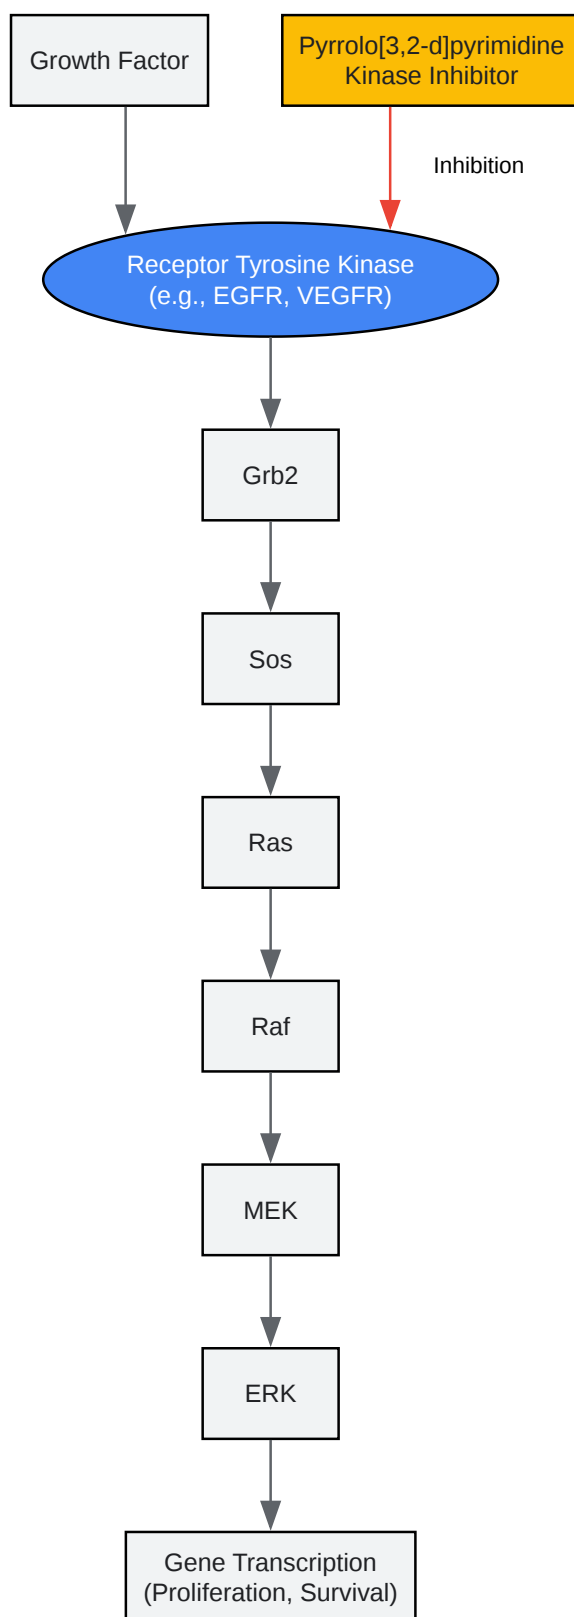 Growth Factor
Pyrrolo[3,2-d]pyrimidine
Kinase Inhibitor
Inhibition
Receptor Tyrosine Kinase
(e.g., EGFR, VEGFR)
Grb2
Sos
Ras
Raf
MEK
ERK
Gene Transcription
(Proliferation, Survival)